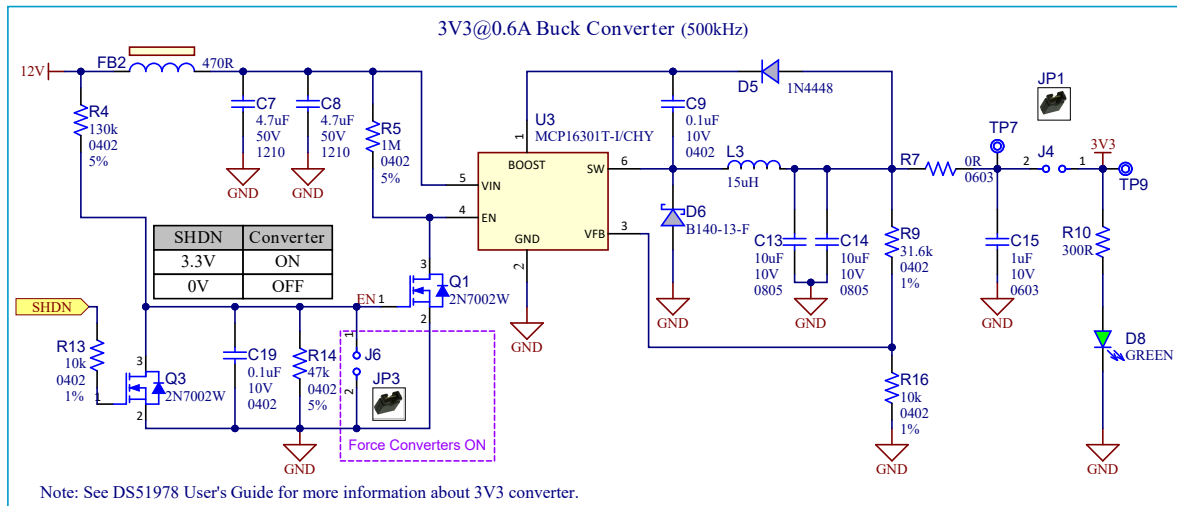 3V3@0.6A Buck Converter (500kHz)
12V
FB2
470R
R4
130k
0402
5%
C7
4.7uF
50V
1210
GND
C8
4.7uF
50V
1210
GND
R5
1M
0402
5%
U3
MCP16301T-I/CHY
1
BOOST
5
VIN
4
EN
SW
6
VFB
3
GND
2
GND
C9
0.1uF
10V
0402
D5
1N4448
L3
15uH
D6
B140-13-F
GND
C13
10uF
10V
0805
C14
10uF
10V
0805
GND
R9
31.6k
0402
1%
R16
10k
0402
1%
GND
R7
0R
0603
TP7
JP1
2
J4
1
3V3
TP9
C15
1uF
10V
0603
GND
R10
300R
D8
GREEN
GND
SHDN Converter
3.3V ON
0V OFF
SHDN
R13
10k
0402
1%
1
3
Q3
2N7002W
2
C19
0.1uF
10V
0402
R14
47k
0402
5%
GND
EN
1
3
Q1
2N7002W
2
1
J6
2
JP3
Force Converters ON
Note: See DS51978 User's Guide for more information about 3V3 converter.